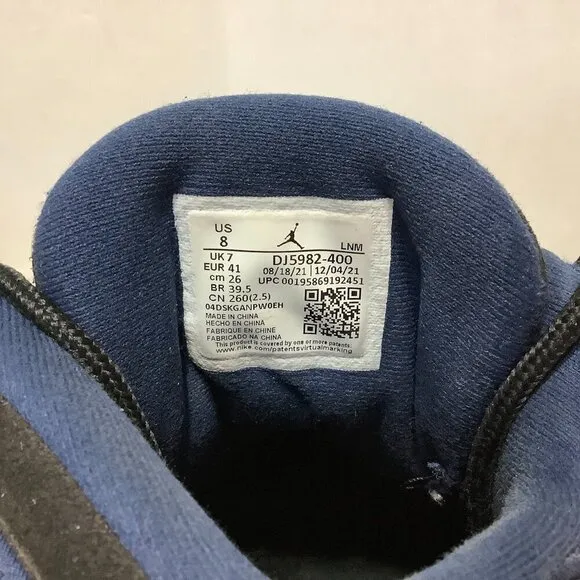 US
8
LNM
UK 7
EUR 41
cm 26
BR 39.5
CN 260(2.5)
DJ5982-400
08/18/21 12/04/21
UPC 00195869192451
04DSKGANPW0EH
MADE IN CHINA
HECHO EN CHINA
FABRIQUE EN CHINE
FABRICADO NA CHINA
This product is covered by one or more patents.
www.nike.com/patentsvirtualmarking